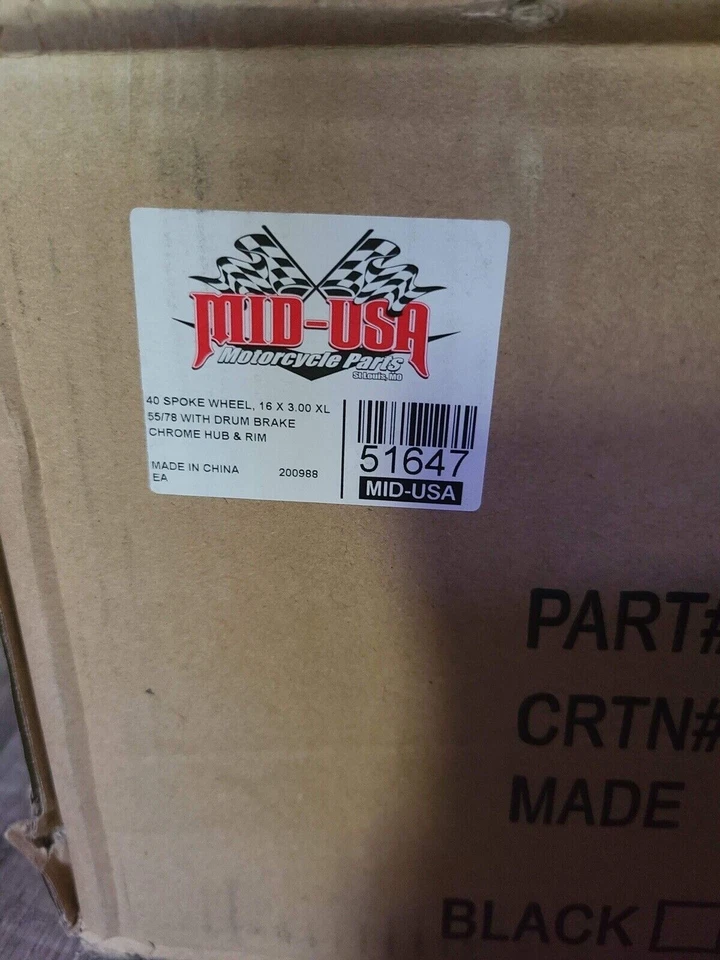 MID-USA
Motorcycle Parts
St Louis, MO
40 SPOKE WHEEL, 16 X 3.00 XL
55/78 WITH DRUM BRAKE
CHROME HUB & RIM
MADE IN CHINA
EA
200988
51647
MID-USA
PART#
CRTN#
MADE
BLACK